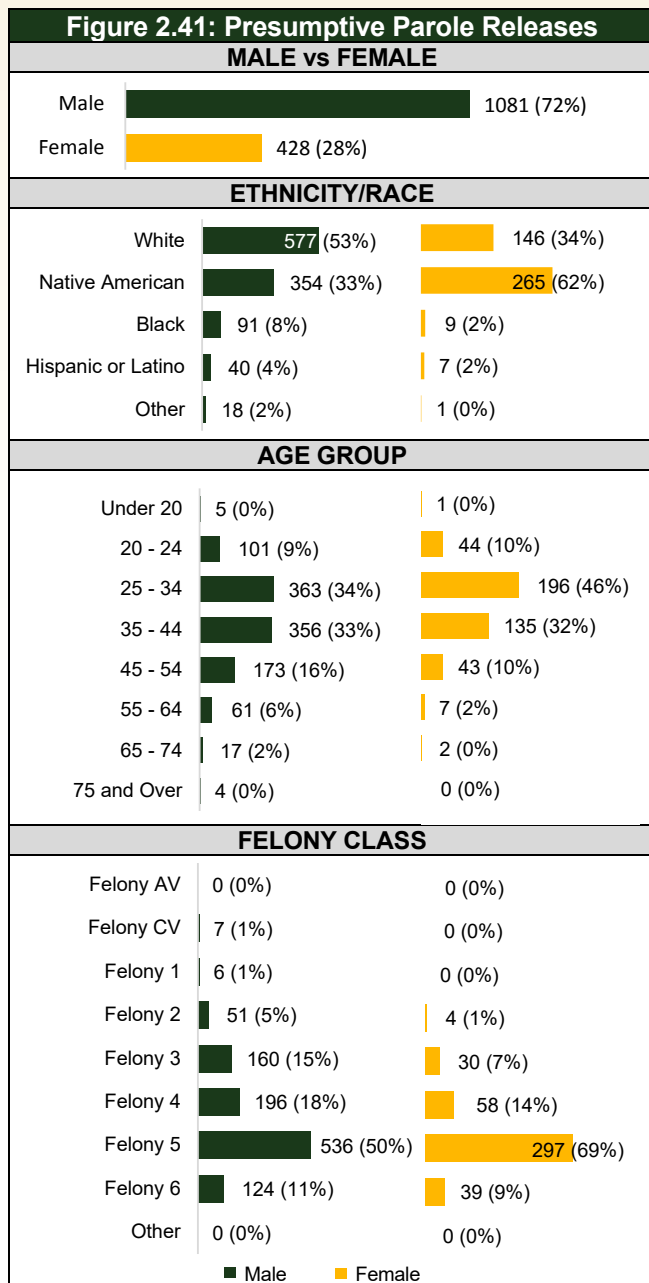 Figure 2.41: Presumptive Parole Releases
MALE vs FEMALE
Male 1081 (72%)
Female 428 (28%)
ETHNICITY/RACE
White 577 (53%) 146 (34%)
Native American 354 (33%) 265 (62%)
Black 91 (8%) 9 (2%)
Hispanic or Latino 40 (4%) 7 (2%)
Other 18 (2%) 1 (0%)
AGE GROUP
Under 20 5 (0%) 1 (0%)
20 - 24 101 (9%) 44 (10%)
25 - 34 363 (34%) 196 (46%)
35 - 44 356 (33%) 135 (32%)
45 - 54 173 (16%) 43 (10%)
55 - 64 61 (6%) 7 (2%)
65 - 74 17 (2%) 2 (0%)
75 and Over 4 (0%) 0 (0%)
FELONY CLASS
Felony AV 0 (0%) 0 (0%)
Felony CV 7 (1%) 0 (0%)
Felony 1 6 (1%) 0 (0%)
Felony 2 51 (5%) 4 (1%)
Felony 3 160 (15%) 30 (7%)
Felony 4 196 (18%) 58 (14%)
Felony 5 536 (50%) 297 (69%)
Felony 6 124 (11%) 39 (9%)
Other 0 (0%) 0 (0%)
Male Female